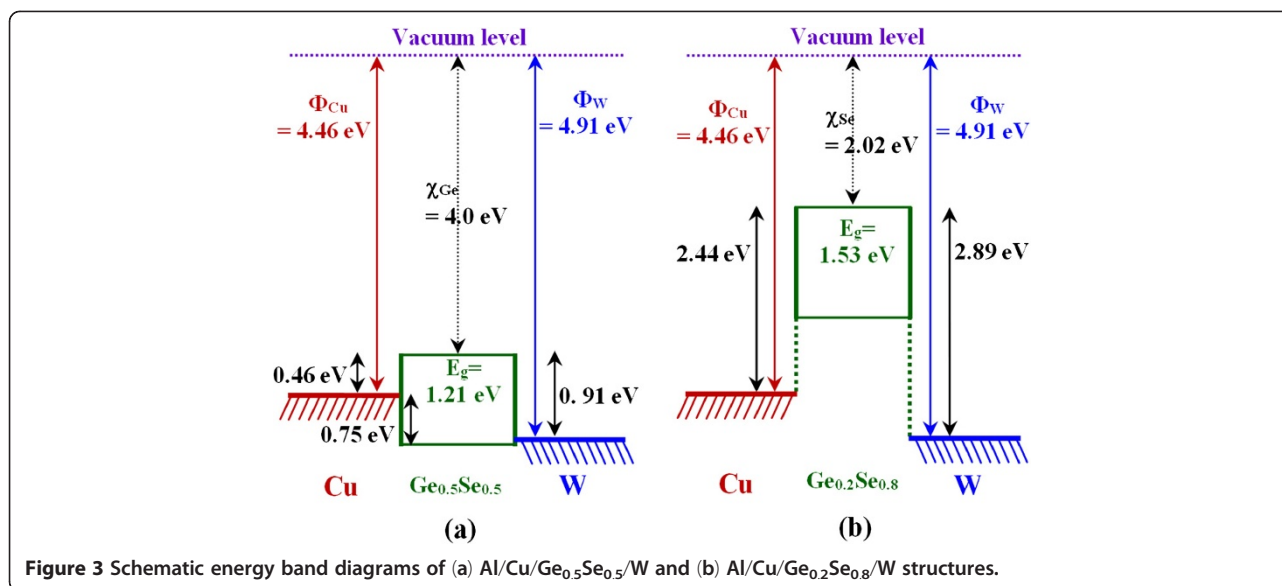 Vacuum level
ΦCu
= 4.46 eV
ΦW
= 4.91 eV
χGe
= 4.0 eV
Eg=
1.21 eV
0.46 eV
0.75 eV
0. 91 eV
Cu
Ge0.5Se0.5
W
(a)
Vacuum level
ΦCu
= 4.46 eV
χSe
= 2.02 eV
ΦW
= 4.91 eV
Eg=
1.53 eV
2.44 eV
2.89 eV
Cu
Ge0.2Se0.8
W
(b)
Figure 3 Schematic energy band diagrams of (a) Al/Cu/Ge0.5Se0.5/W and (b) Al/Cu/Ge0.2Se0.8/W structures.